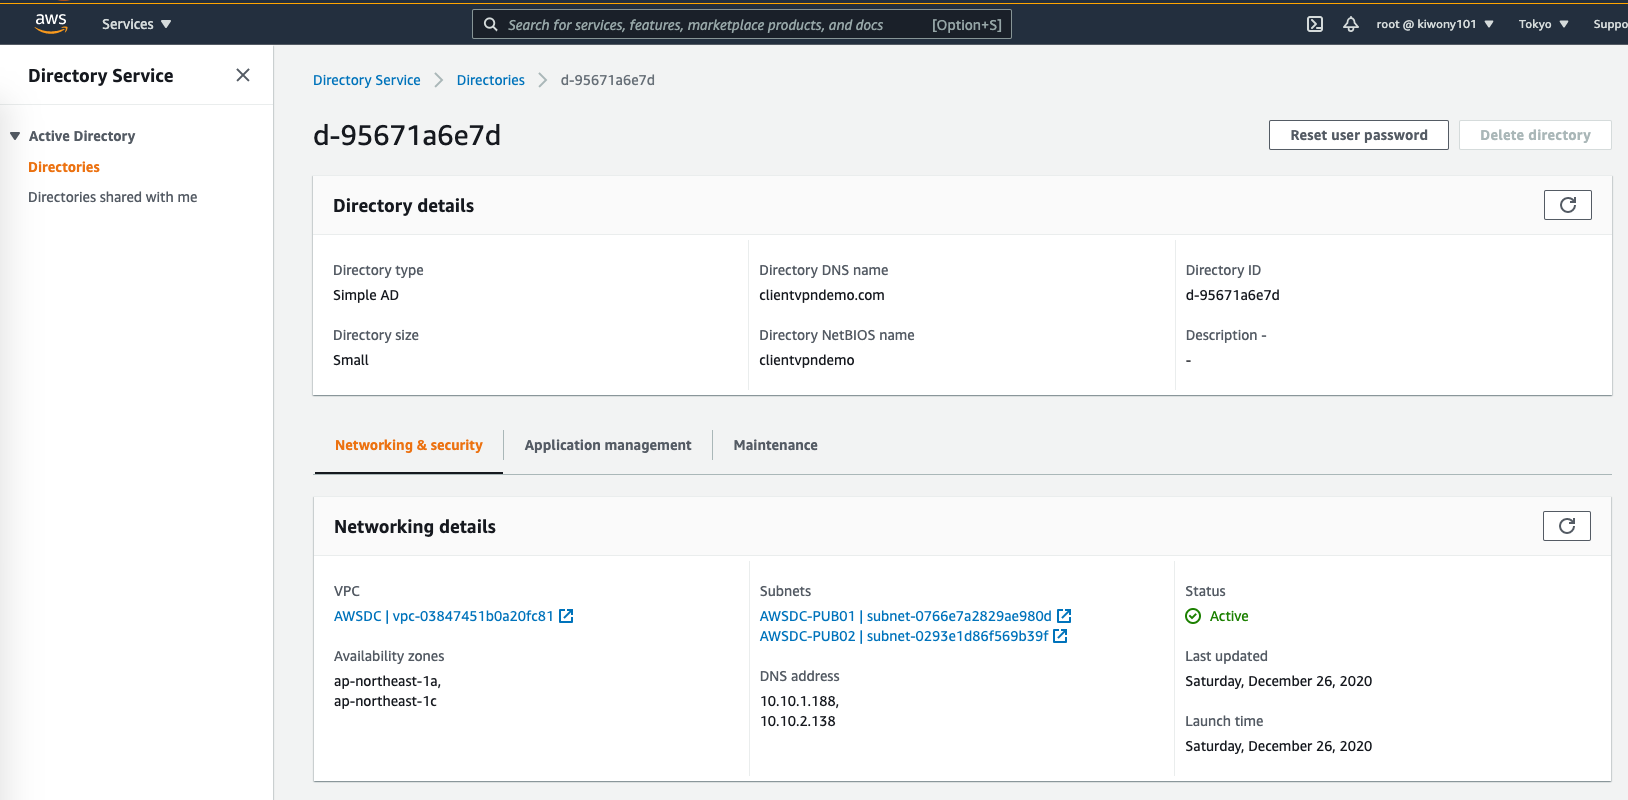 aws
Services
Search for services, features, marketplace products, and docs
[Option+S]
root @ kiwony101
Tokyo
Suppo
Directory Service
Active Directory
Directories
Directories shared with me
Directory Service
Directories
d-95671a6e7d
d-95671a6e7d
Reset user password
Delete directory
Directory details
Directory type
Simple AD
Directory size
Small
Directory DNS name
clientvpndemo.com
Directory NetBIOS name
clientvpndemo
Directory ID
d-95671a6e7d
Description -
-
Networking & security
Application management
Maintenance
Networking details
VPC
AWSDC | vpc-03847451b0a20fc81
Availability zones
ap-northeast-1a,
ap-northeast-1c
Subnets
AWSDC-PUB01 | subnet-0766e7a2829ae980d
AWSDC-PUB02 | subnet-0293e1d86f569b39f
DNS address
10.10.1.188,
10.10.2.138
Status
Active
Last updated
Saturday, December 26, 2020
Launch time
Saturday, December 26, 2020